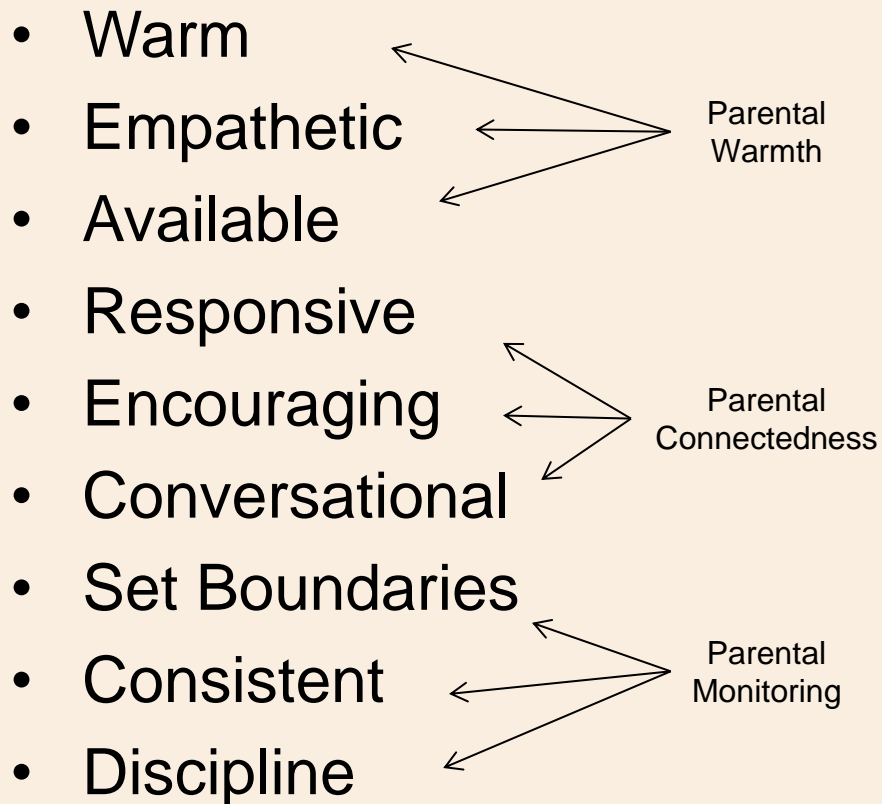 • Warm
• Empathetic
• Available
Parental
Warmth
• Responsive
• Encouraging
• Conversational
Parental
Connectedness
• Set Boundaries
• Consistent
• Discipline
Parental
Monitoring